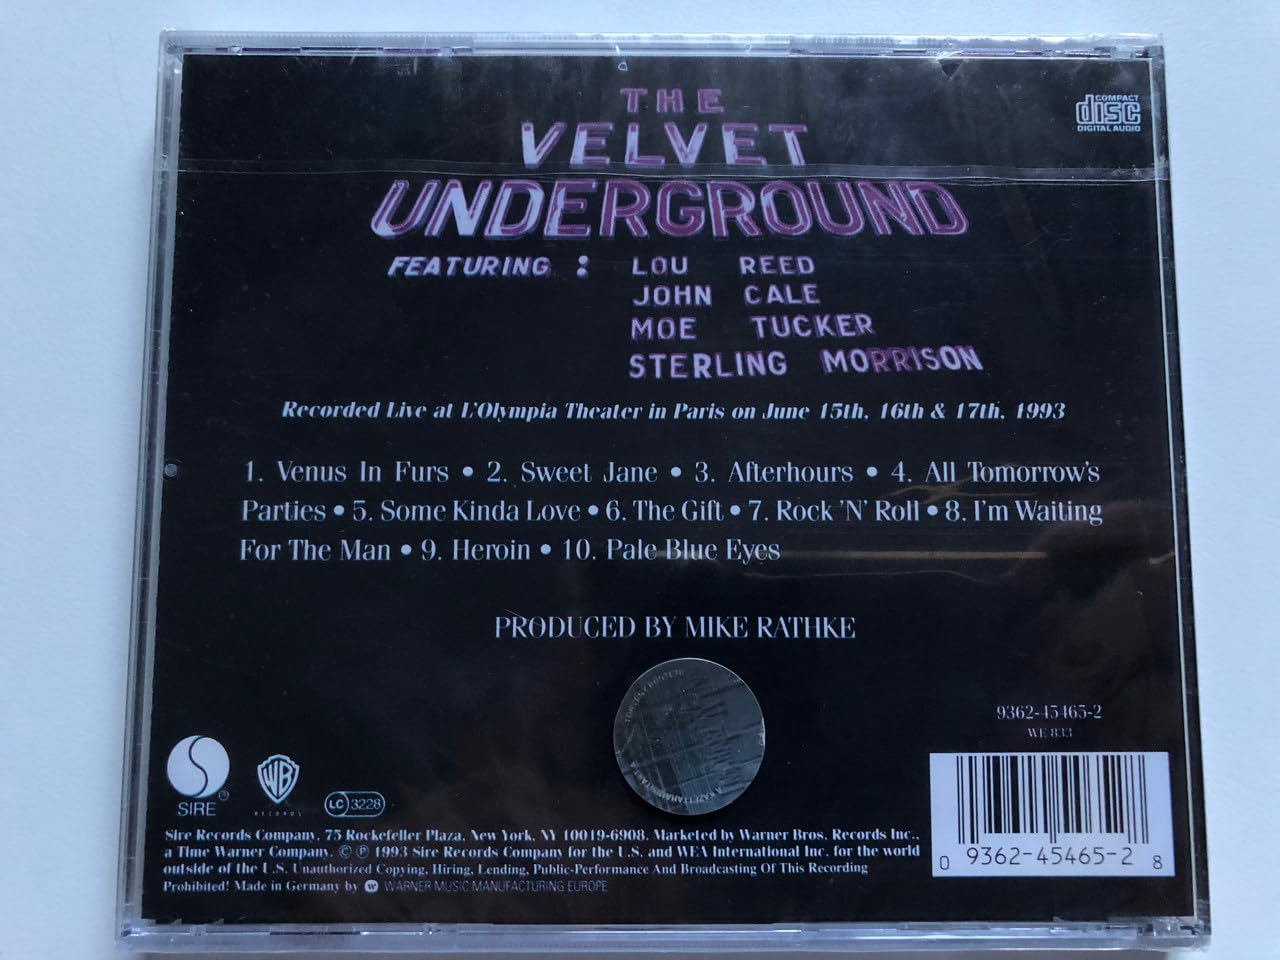 THE
VELVET
UNDERGROUND
COMPACT
disc
DIGITAL AUDIO
FEATURING : LOU REED
JOHN CALE
MOE TUCKER
STERLING MORRISON
Recorded Live at L'Olympia Theater in Paris on June 15th, 16th & 17th, 1993
1. Venus In Furs • 2. Sweet Jane • 3. Afterhours • 4. All Tomorrow's
Parties • 5. Some Kinda Love • 6. The Gift • 7. Rock 'N' Roll • 8. I'm Waiting
For The Man • 9. Heroin • 10. Pale Blue Eyes
PRODUCED BY MIKE RATHKE
9362-45465-2
WE 833
SIRE ®
WB
RECORDS
LC 3228
Sire Records Company, 75 Rockefeller Plaza, New York, NY 10019-6908. Marketed by Warner Bros. Records Inc.,
a Time Warner Company. © ℗ 1993 Sire Records Company for the U.S. and WEA International Inc. for the world
outside of the U.S. Unauthorized Copying, Hiring, Lending, Public-Performance And Broadcasting Of This Recording
Prohibited! Made in Germany by WARNER MUSIC MANUFACTURING EUROPE
0 9362-45465-2 8